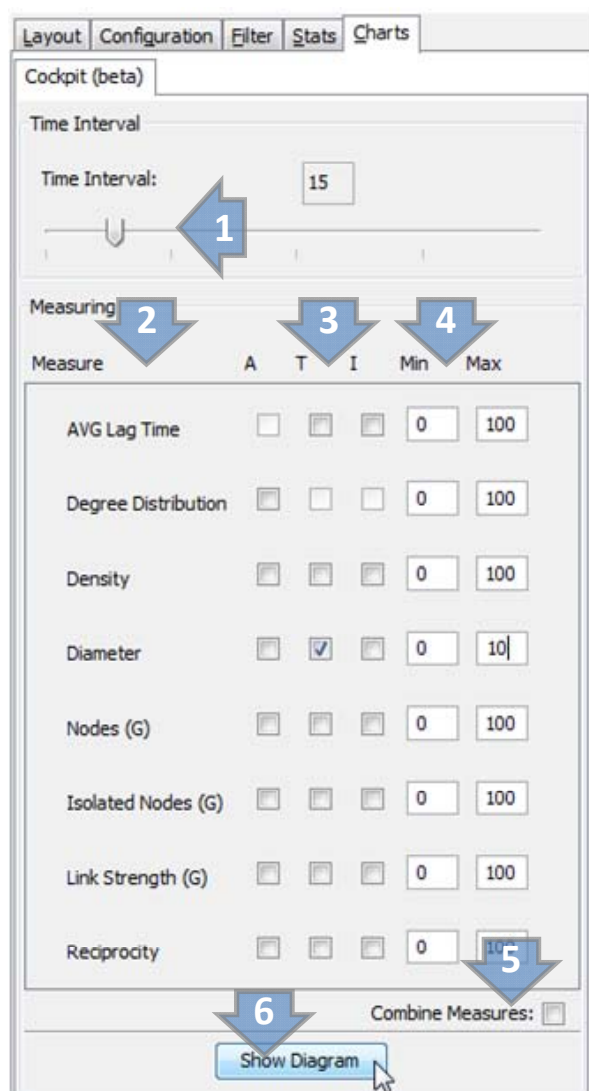 Layout Configuration Filter Stats Charts
Cockpit (beta)
Time Interval
Time Interval: 15
1
Measuring
2 3 4
Measure A T I Min Max
AVG Lag Time 0 100
Degree Distribution 0 100
Density 0 100
Diameter 0 10
Nodes (G) 0 100
Isolated Nodes (G) 0 100
Link Strength (G) 0 100
Reciprocity 0 100
5
Combine Measures:
6
Show Diagram